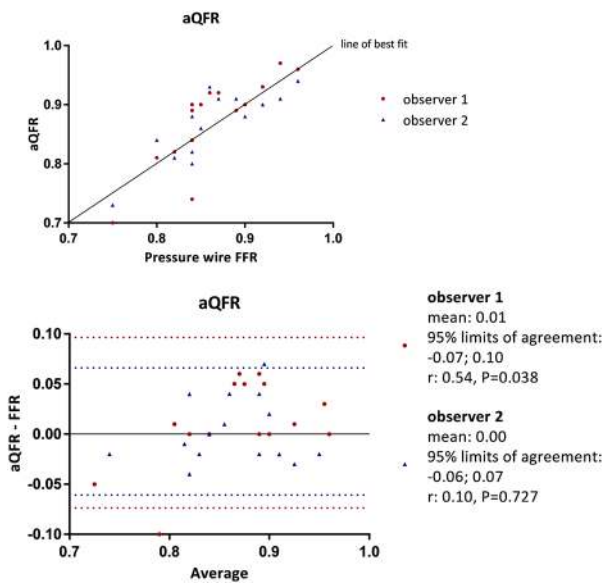 aQFR
line of best fit
1.0
0.9
0.8
0.7
aQFR
0.7 0.8 0.9 1.0
Pressure wire FFR
observer 1
observer 2
aQFR
0.10
0.05
0.00
-0.05
-0.10
aQFR - FFR
0.7 0.8 0.9 1.0
Average
observer 1
mean: 0.01
95% limits of agreement:
-0.07; 0.10
r: 0.54, P=0.038
observer 2
mean: 0.00
95% limits of agreement:
-0.06; 0.07
r: 0.10, P=0.727